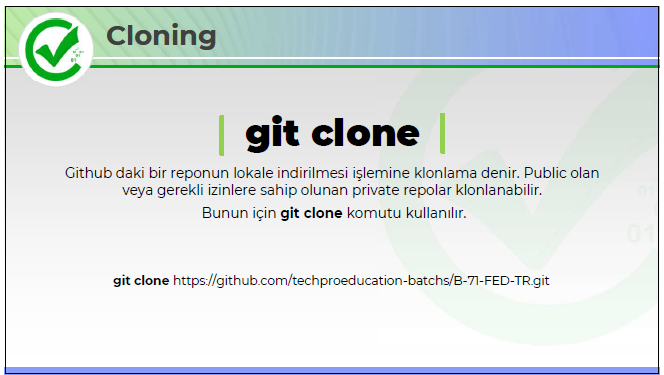 Cloning
git clone
Github daki bir reponun lokale indirilmesi işlemine klonlama denir. Public olan
veya gerekli izinlere sahip olunan private repolar klonlanabilir.
Bunun için git clone komutu kullanılır.
git clone https://github.com/techproeducation-batchs/B-71-FED-TR.git